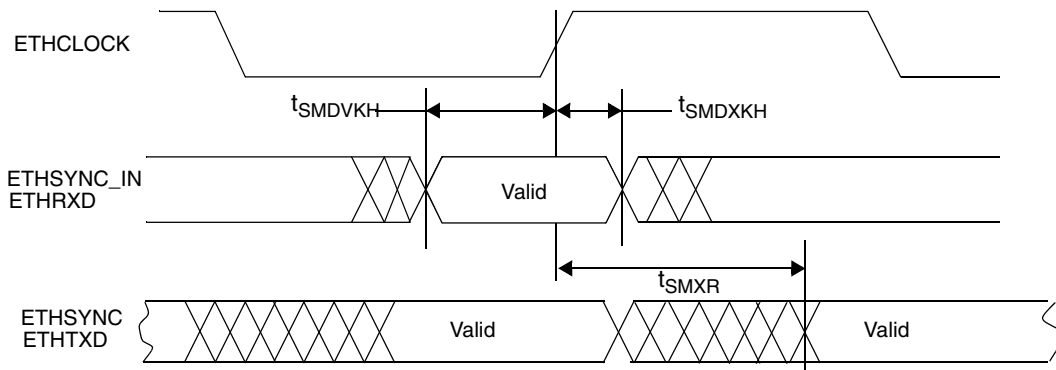 ETHCLOCK
tSMDVKH
tSMDXKH
ETHSYNC_IN
ETHRXD
Valid
tSMXR
ETHSYNC
ETHTXD
Valid
Valid